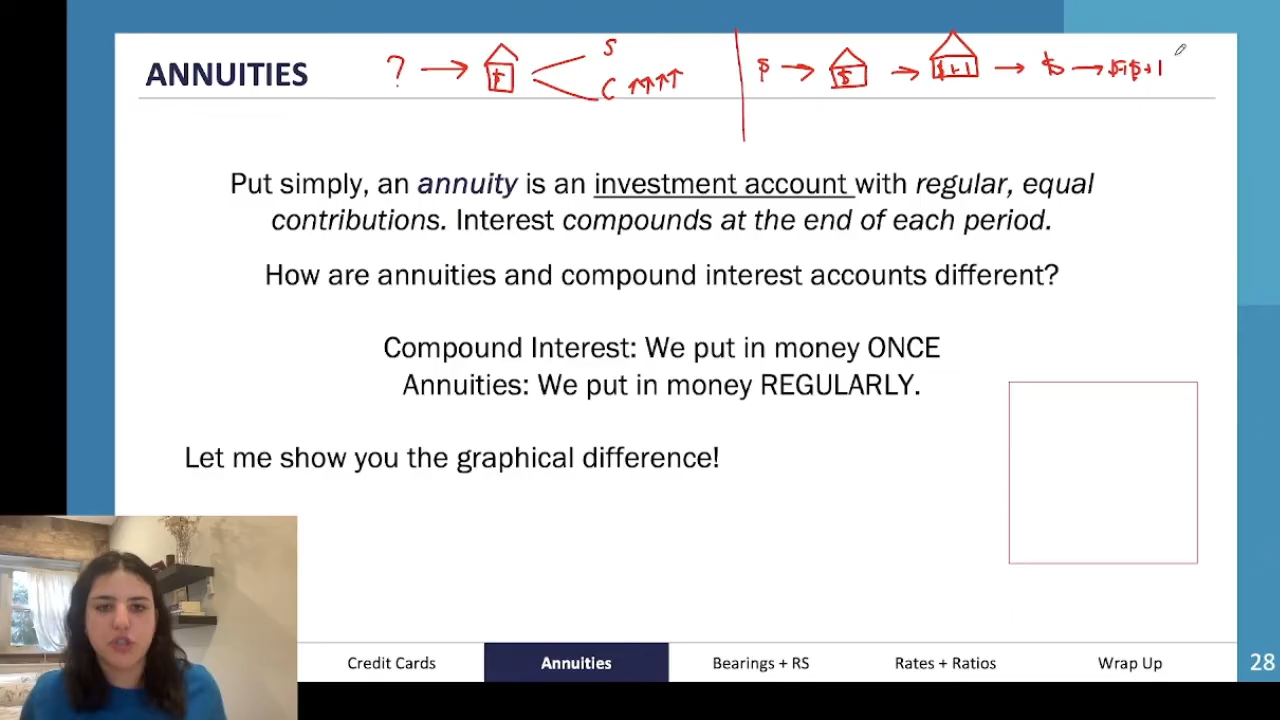 ANNUITIES
? → $ S
C ↑↑↑↑
$ → $ → $+1 → $ →
Put simply, an annuity is an investment account with regular, equal
contributions. Interest compounds at the end of each period.
How are annuities and compound interest accounts different?
Compound Interest: We put in money ONCE
Annuities: We put in money REGULARLY.
Let me show you the graphical difference!
Credit Cards
Annuities
Bearings + RS
Rates + Ratios
Wrap Up
28